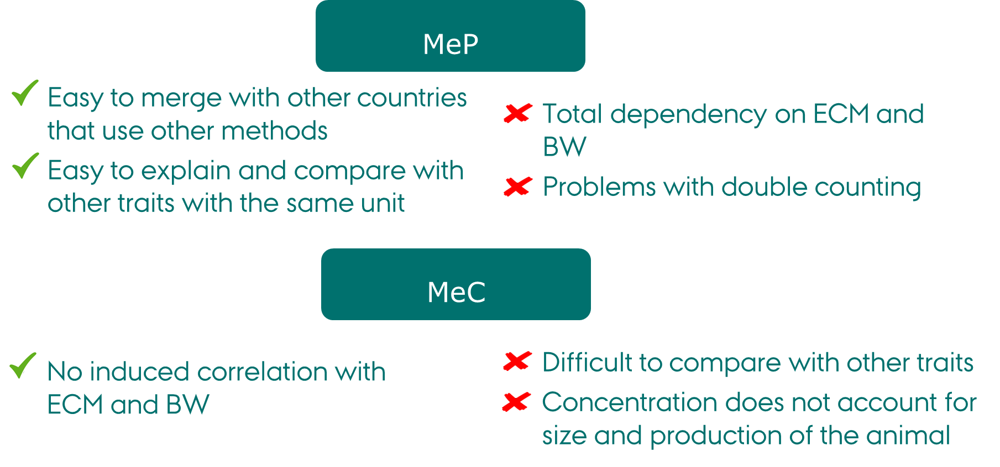 MeP
Easy to merge with other countries
that use other methods
Easy to explain and compare with
other traits with the same unit
Total dependency on ECM and
BW
Problems with double counting
MeC
No induced correlation with
ECM and BW
Difficult to compare with other traits
Concentration does not account for
size and production of the animal